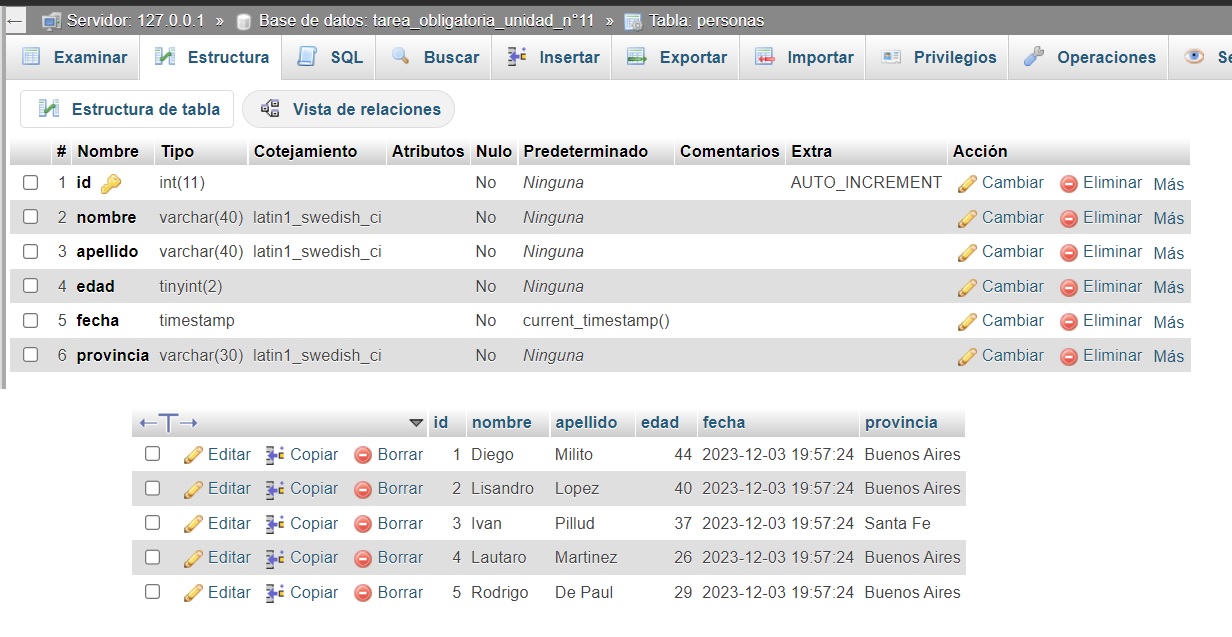 ← Servidor: 127.0.0.1 » Base de datos: tarea_obligatoria_unidad_n°11 » Tabla: personas
Examinar Estructura SQL Buscar Insertar Exportar Importar Privilegios Operaciones Se
Estructura de tabla Vista de relaciones
# Nombre Tipo Cotejamiento Atributos Nulo Predeterminado Comentarios Extra Acción
1 id int(11) No Ninguna AUTO_INCREMENT Cambiar Eliminar Más
2 nombre varchar(40) latin1_swedish_ci No Ninguna Cambiar Eliminar Más
3 apellido varchar(40) latin1_swedish_ci No Ninguna Cambiar Eliminar Más
4 edad tinyint(2) No Ninguna Cambiar Eliminar Más
5 fecha timestamp No current_timestamp() Cambiar Eliminar Más
6 provincia varchar(30) latin1_swedish_ci No Ninguna Cambiar Eliminar Más
←T→ id nombre apellido edad fecha provincia
Editar Copiar Borrar 1 Diego Milito 44 2023-12-03 19:57:24 Buenos Aires
Editar Copiar Borrar 2 Lisandro Lopez 40 2023-12-03 19:57:24 Buenos Aires
Editar Copiar Borrar 3 Ivan Pillud 37 2023-12-03 19:57:24 Santa Fe
Editar Copiar Borrar 4 Lautaro Martinez 26 2023-12-03 19:57:24 Buenos Aires
Editar Copiar Borrar 5 Rodrigo De Paul 29 2023-12-03 19:57:24 Buenos Aires